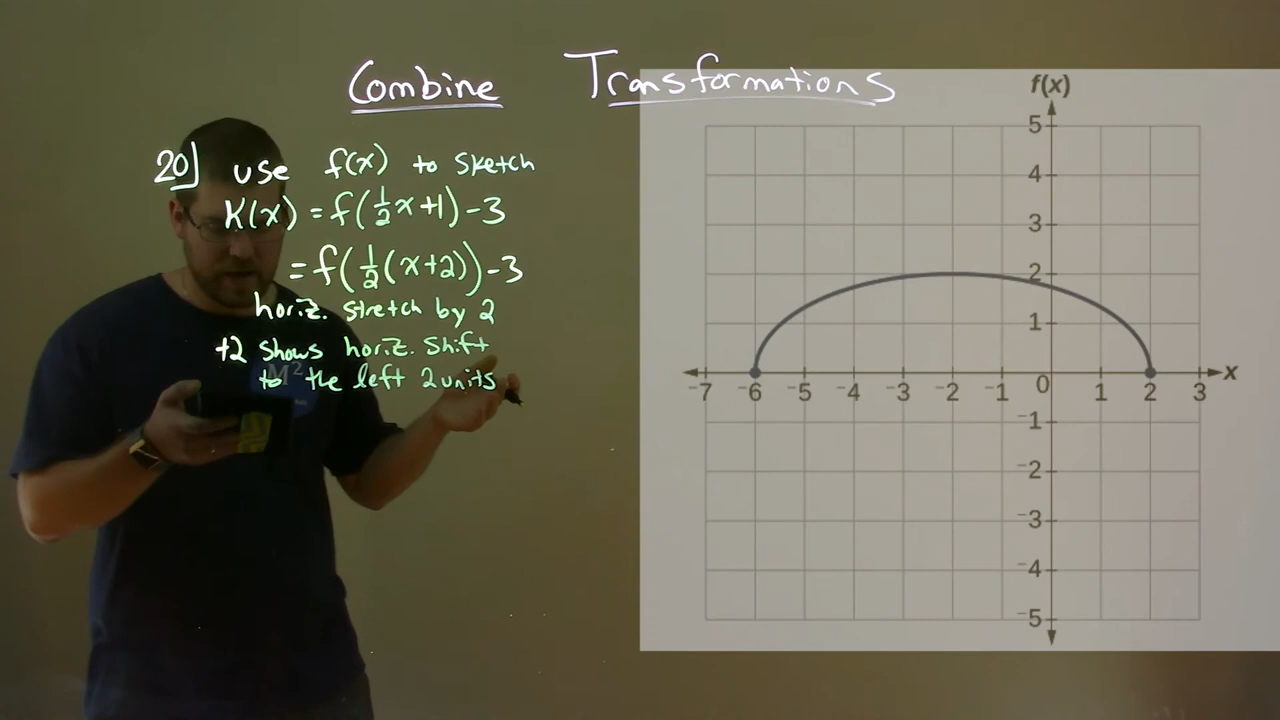 Combine Transformations
20] use f(x) to sketch
K(x) = f(½x+1)-3
= f(½(x+2))-3
horiz. stretch by 2
+2 shows horiz. shift
to the left 2 units
M²
f(x)
5
4
3
2
1
-7 -6 -5 -4 -3 -2 -1 0 1 2 3 x
-1
-2
-3
-4
-5